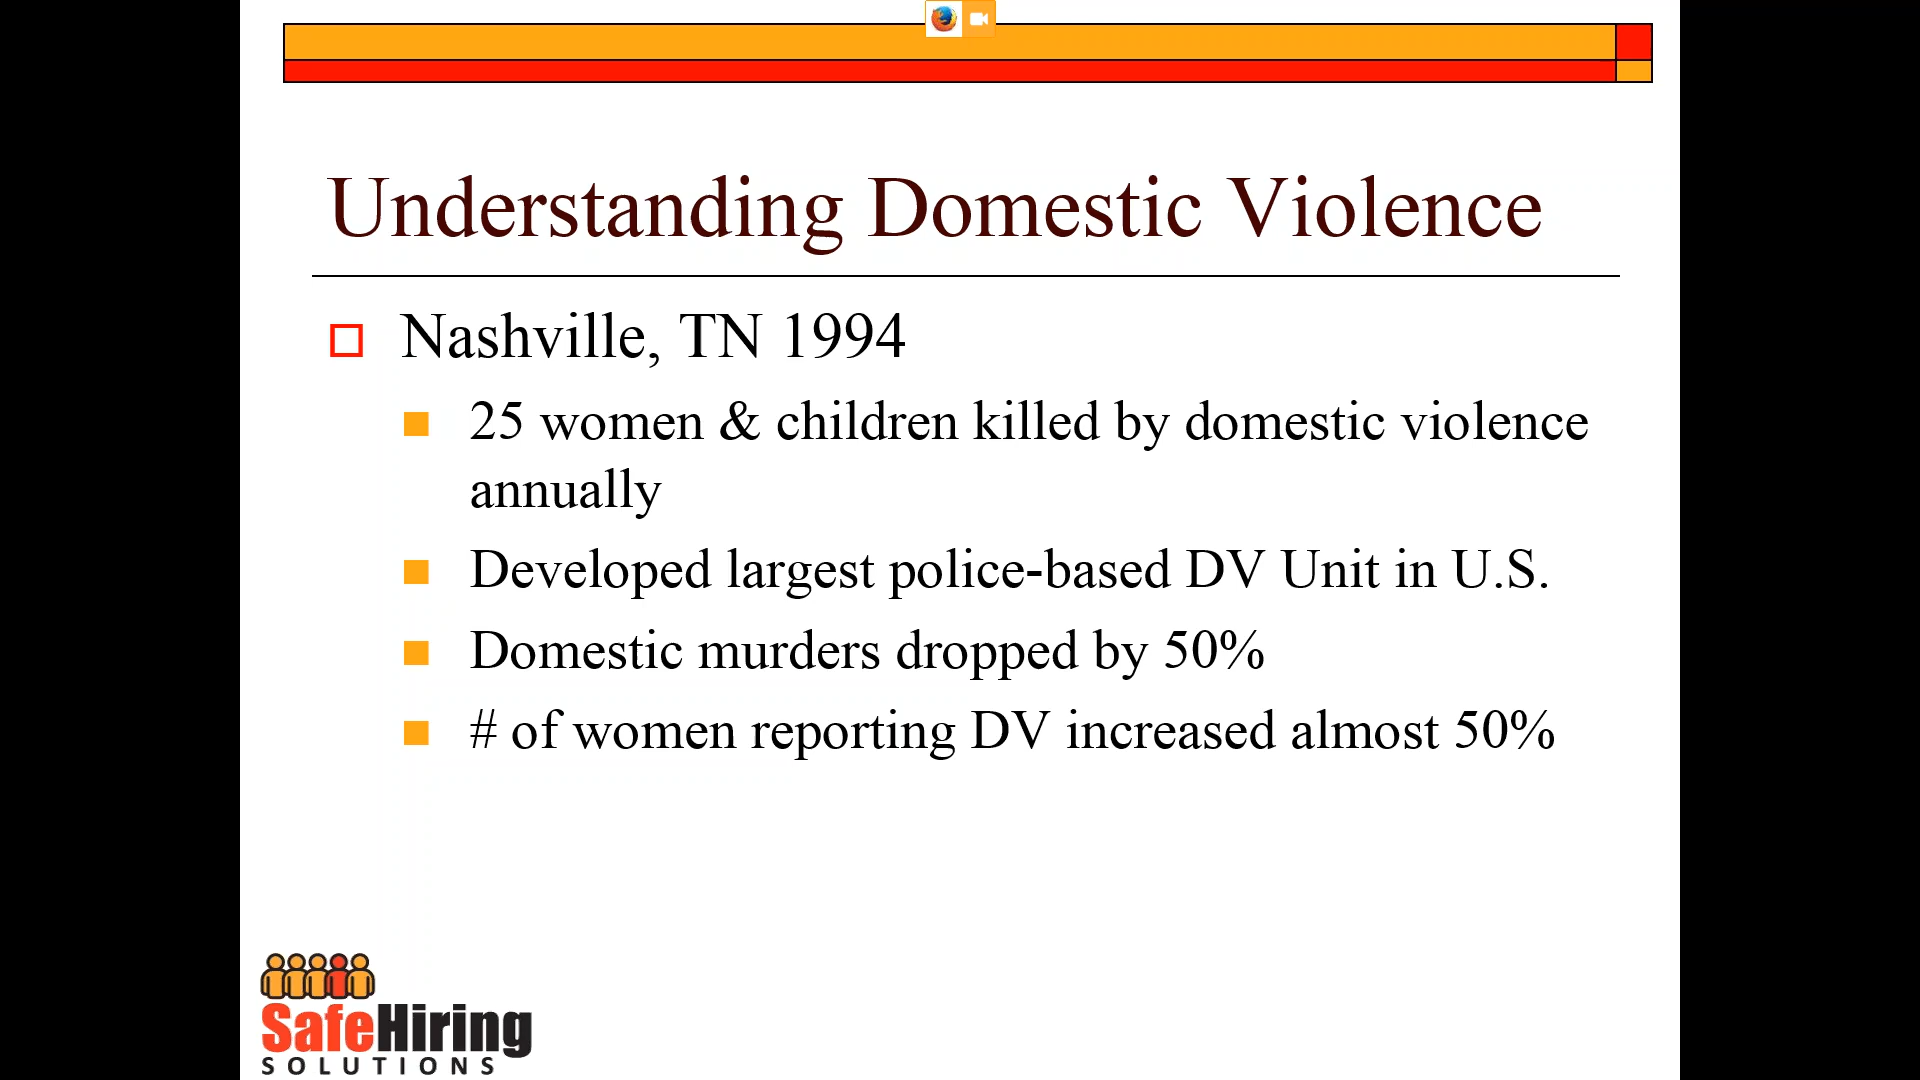 Understanding Domestic Violence
Nashville, TN 1994
25 women & children killed by domestic violence
annually
Developed largest police-based DV Unit in U.S.
Domestic murders dropped by 50%
# of women reporting DV increased almost 50%
SafeHiring
SOLUTIONS